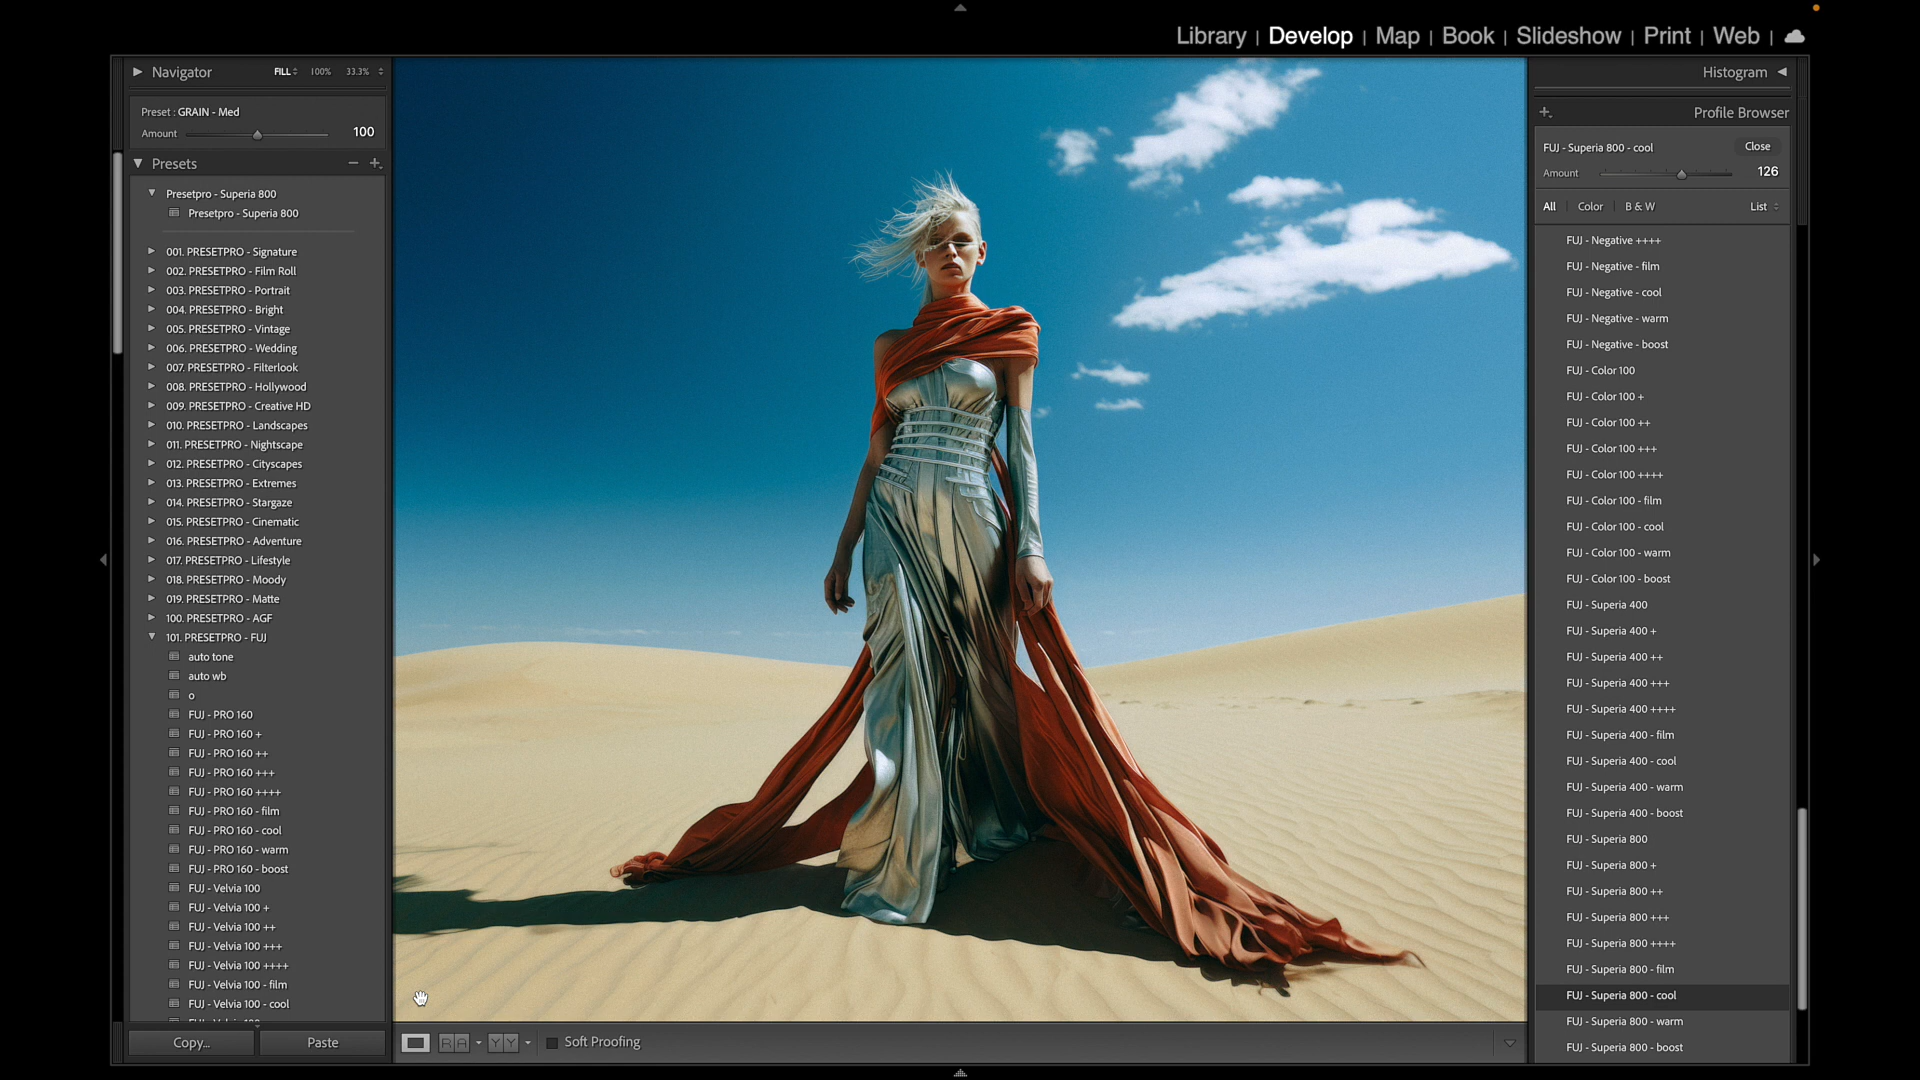 Library | Develop | Map | Book | Slideshow | Print | Web |
Navigator FILL 100% 33.3%
Preset : GRAIN - Med
Amount 100
Presets
Presetpro - Superia 800
Presetpro - Superia 800
001. PRESETPRO - Signature
002. PRESETPRO - Film Roll
003. PRESETPRO - Portrait
004. PRESETPRO - Bright
005. PRESETPRO - Vintage
006. PRESETPRO - Wedding
007. PRESETPRO - Filterlook
008. PRESETPRO - Hollywood
009. PRESETPRO - Creative HD
010. PRESETPRO - Landscapes
011. PRESETPRO - Nightscape
012. PRESETPRO - Cityscapes
013. PRESETPRO - Extremes
014. PRESETPRO - Stargaze
015. PRESETPRO - Cinematic
016. PRESETPRO - Adventure
017. PRESETPRO - Lifestyle
018. PRESETPRO - Moody
019. PRESETPRO - Matte
100. PRESETPRO - AGF
101. PRESETPRO - FUJ
auto tone
auto wb
o
FUJ - PRO 160
FUJ - PRO 160 +
FUJ - PRO 160 ++
FUJ - PRO 160 +++
FUJ - PRO 160 ++++
FUJ - PRO 160 - film
FUJ - PRO 160 - cool
FUJ - PRO 160 - warm
FUJ - PRO 160 - boost
FUJ - Velvia 100
FUJ - Velvia 100 +
FUJ - Velvia 100 ++
FUJ - Velvia 100 +++
FUJ - Velvia 100 ++++
FUJ - Velvia 100 - film
FUJ - Velvia 100 - cool
Copy... Paste
R A Y Y Soft Proofing
Histogram
Profile Browser
FUJ - Superia 800 - cool Close
Amount 126
All Color B & W List
FUJ - Negative ++++
FUJ - Negative - film
FUJ - Negative - cool
FUJ - Negative - warm
FUJ - Negative - boost
FUJ - Color 100
FUJ - Color 100 +
FUJ - Color 100 ++
FUJ - Color 100 +++
FUJ - Color 100 ++++
FUJ - Color 100 - film
FUJ - Color 100 - cool
FUJ - Color 100 - warm
FUJ - Color 100 - boost
FUJ - Superia 400
FUJ - Superia 400 +
FUJ - Superia 400 ++
FUJ - Superia 400 +++
FUJ - Superia 400 ++++
FUJ - Superia 400 - film
FUJ - Superia 400 - cool
FUJ - Superia 400 - warm
FUJ - Superia 400 - boost
FUJ - Superia 800
FUJ - Superia 800 +
FUJ - Superia 800 ++
FUJ - Superia 800 +++
FUJ - Superia 800 ++++
FUJ - Superia 800 - film
FUJ - Superia 800 - cool
FUJ - Superia 800 - warm
FUJ - Superia 800 - boost